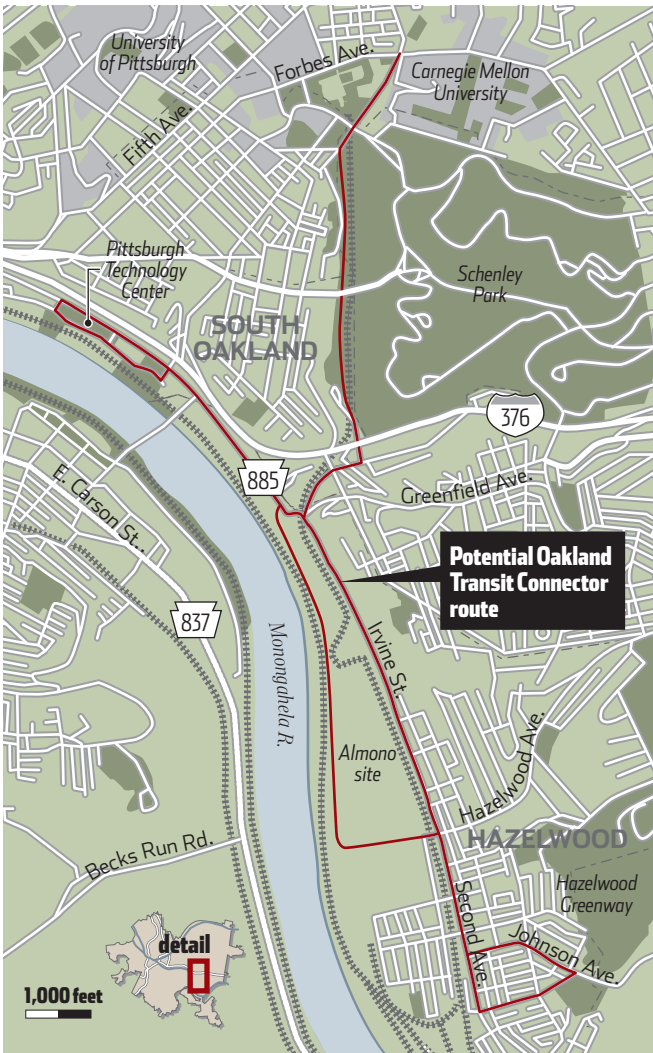 University
of Pittsburgh
Forbes Ave.
Carnegie Mellon
University
Fifth Ave.
Pittsburgh
Technology
Center
Schenley
Park
SOUTH
OAKLAND
376
885
Greenfield Ave.
E. Carson St..
Potential Oakland
Transit Connector
route
837
Monongahela R.
Irvine St.
Almono
site
Hazelwood Ave.
HAZELWOOD
Becks Run Rd.
Second Ave.
Hazelwood
Greenway
Johnson Ave.
detail
1,000 feet